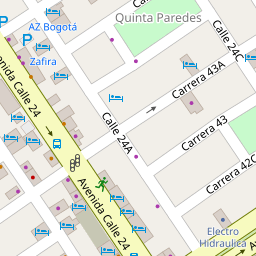 Quinta Paredes
AZ Bogotá
Zafira
Calle 24C
Avenida Calle 24
Carrera 43A
Calle 24A
Carrera 43
Carrera 42C
Avenida Calle 24
Electro
Hidraulica